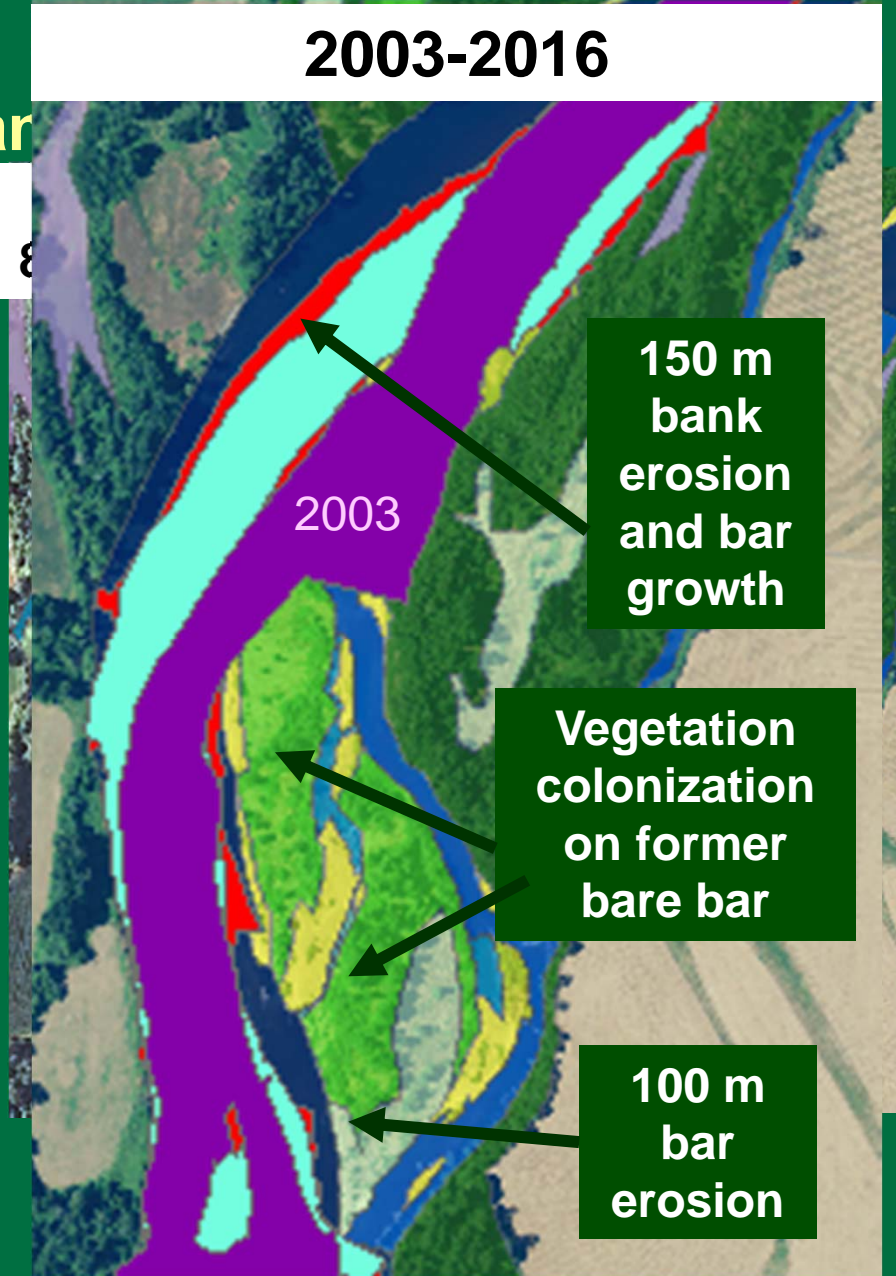 2003-2016
150 m
bank
erosion
and bar
growth
2003
Vegetation
colonization
on former
bare bar
100 m
bar
erosion